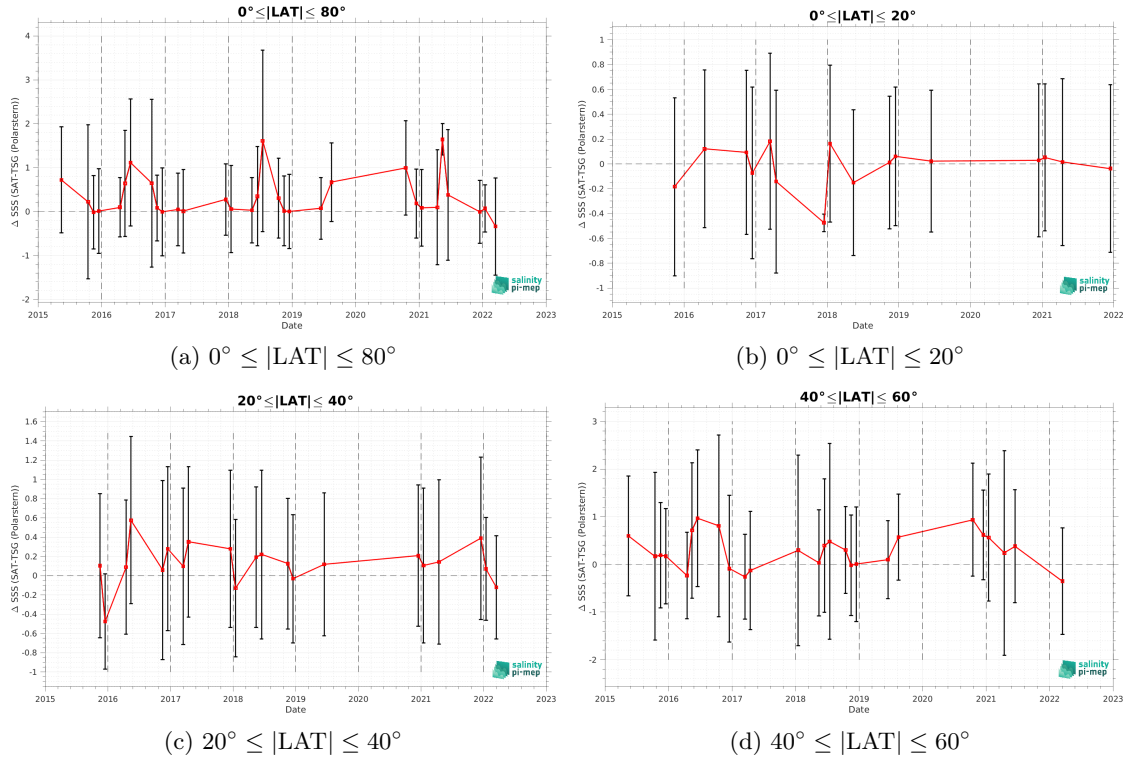 0°≤|LAT|≤ 80°
Δ SSS (SAT-TSG (Polarstern))
4
3
2
1
0
-1
-2
2015 2016 2017 2018 2019 2020 2021 2022 2023
Date
salinity
pi-mep
(a) 0° ≤ |LAT| ≤ 80°
0°≤|LAT|≤ 20°
Δ SSS (SAT-TSG (Polarstern))
1
0.8
0.6
0.4
0.2
0
-0.2
-0.4
-0.6
-0.8
-1
2015 2016 2017 2018 2019 2020 2021 2022
Date
salinity
pi-mep
(b) 0° ≤ |LAT| ≤ 20°
20°≤|LAT|≤ 40°
Δ SSS (SAT-TSG (Polarstern))
1.6
1.4
1.2
1
0.8
0.6
0.4
0.2
0
-0.2
-0.4
-0.6
-0.8
-1
2015 2016 2017 2018 2019 2020 2021 2022 2023
Date
salinity
pi-mep
(c) 20° ≤ |LAT| ≤ 40°
40°≤|LAT|≤ 60°
Δ SSS (SAT-TSG (Polarstern))
3
2
1
0
-1
-2
2015 2016 2017 2018 2019 2020 2021 2022 2023
Date
salinity
pi-mep
(d) 40° ≤ |LAT| ≤ 60°